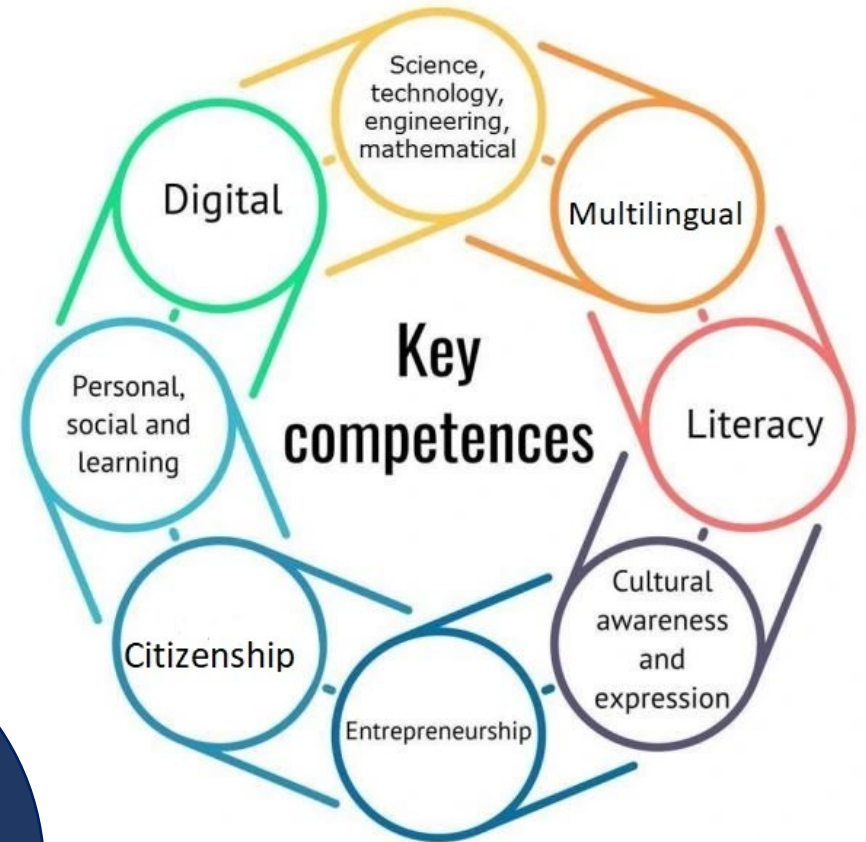 Science,
technology,
engineering,
mathematical
Multilingual
Literacy
Cultural
awareness
and
expression
Entrepreneurship
Citizenship
Personal,
social and
learning
Digital
Key
competences